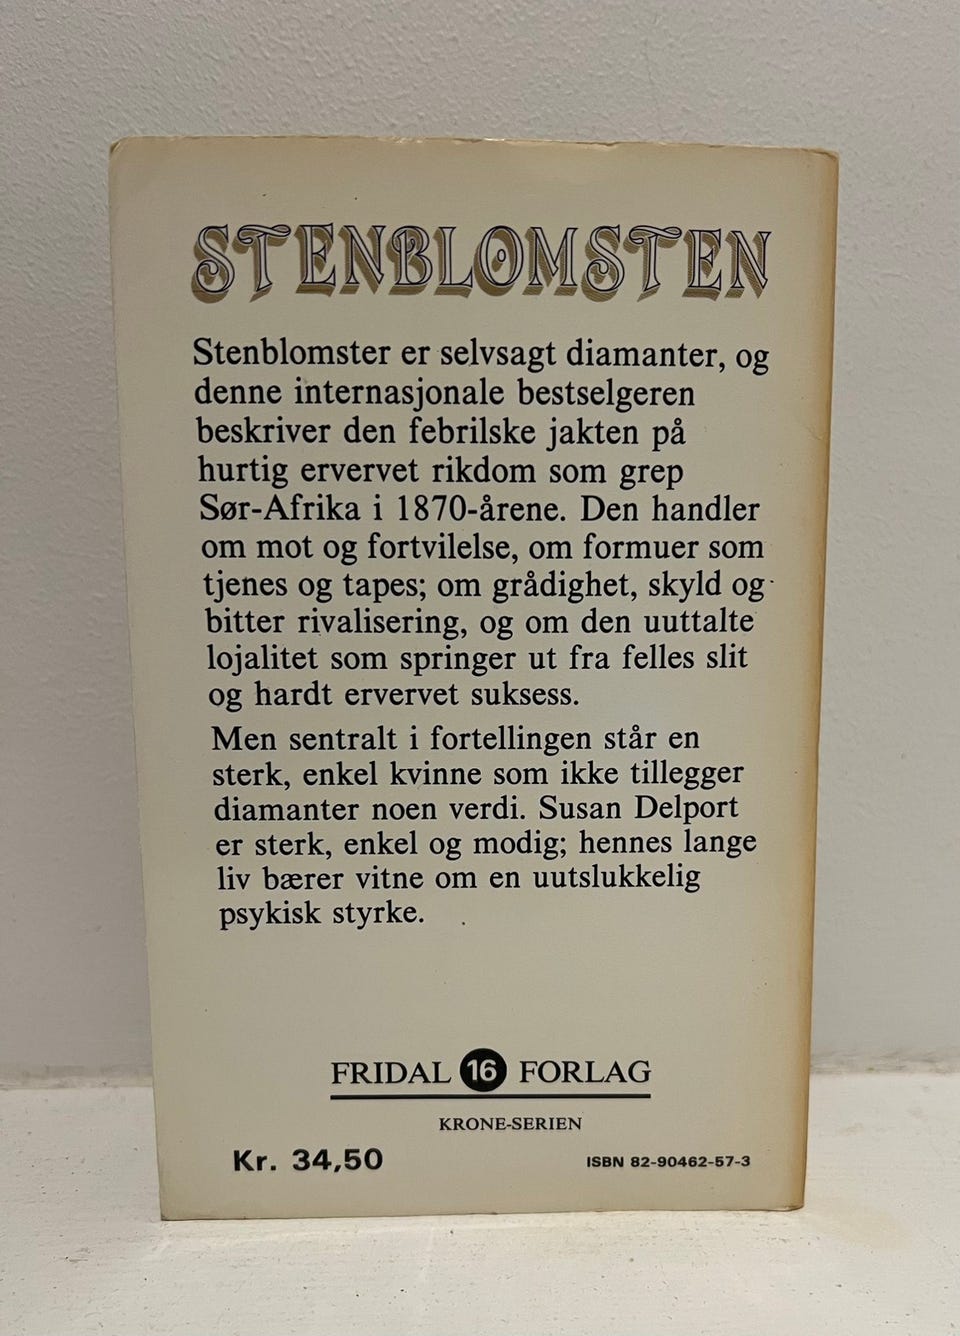 STENBLOMSTEN
Stenblomster er selvsagt diamanter, og
denne internasjonale bestselgeren
beskriver den febrilske jakten på
hurtig ervervet rikdom som grep
Sør-Afrika i 1870-årene. Den handler
om mot og fortvilelse, om formuer som
tjenes og tapes; om grådighet, skyld og
bitter rivalisering, og om den uuttalte
lojalitet som springer ut fra felles slit
og hardt ervervet suksess.
Men sentralt i fortellingen står en
sterk, enkel kvinne som ikke tillegger
diamanter noen verdi. Susan Delport
er sterk, enkel og modig; hennes lange
liv bærer vitne om en uutslukkelig
psykisk styrke.
FRIDAL 16 FORLAG
KRONE-SERIEN
Kr. 34,50
ISBN 82-90462-57-3